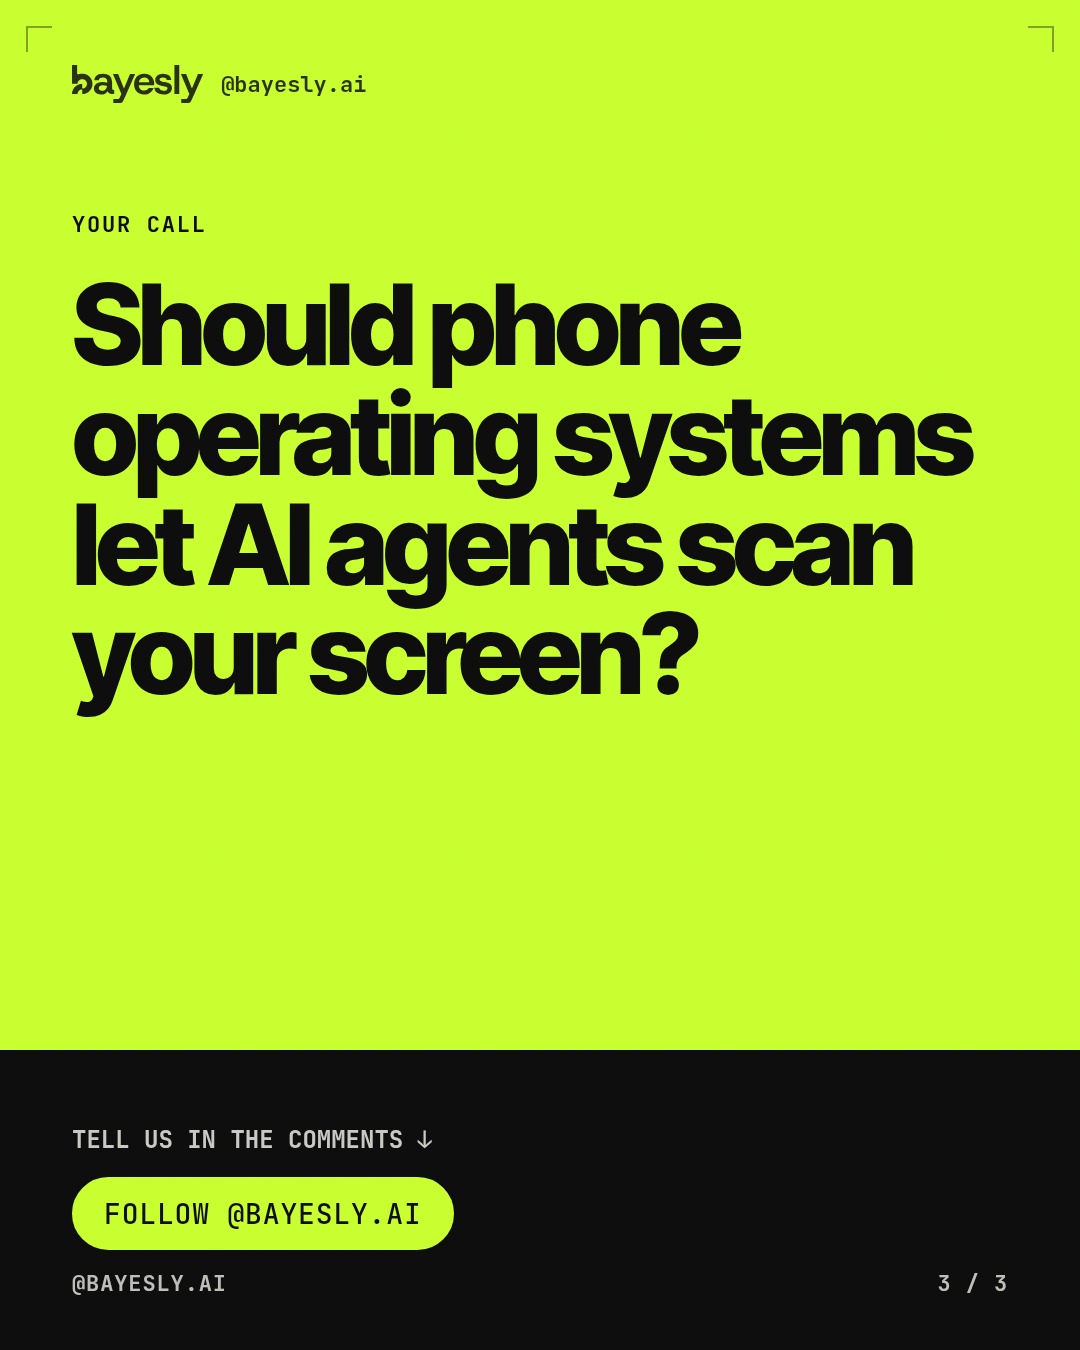 bayesly @bayesly.ai
YOUR CALL
Should phone
operating systems
let AI agents scan
your screen?
TELL US IN THE COMMENTS ↓
FOLLOW @BAYESLY.AI
@BAYESLY.AI 3 / 3